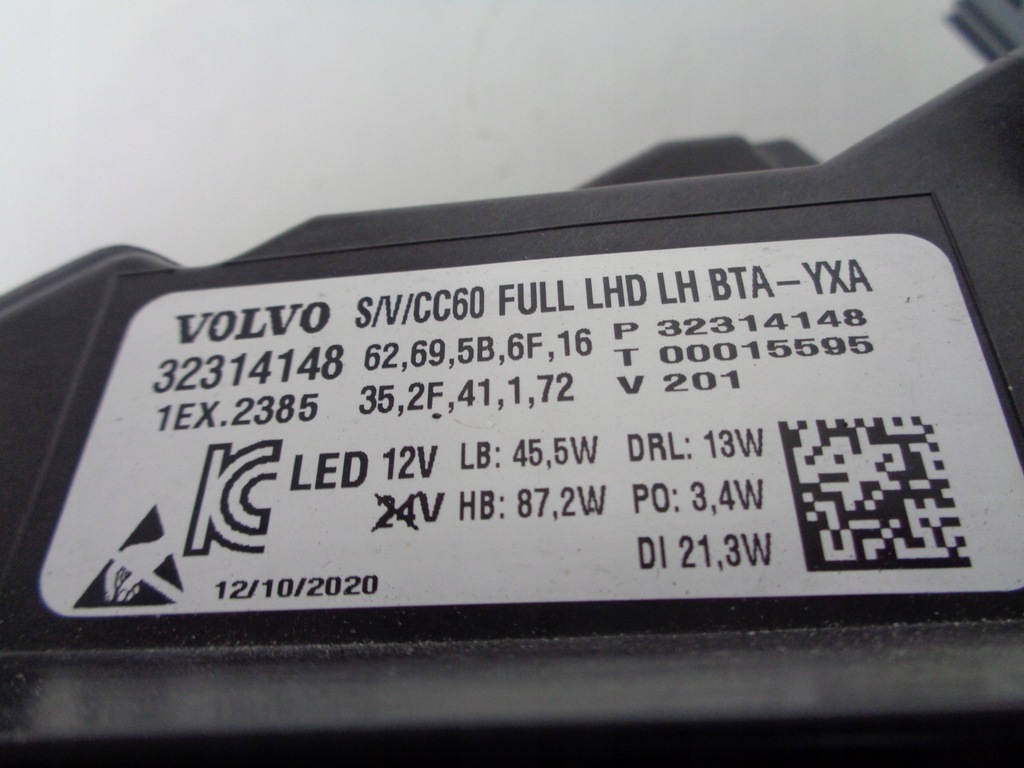 VOLVO S/V/CC60 FULL LHD LH BTA-YXA
32314148 62,69,5B,6F,16 P 32314148
T 00015595
1EX.2385 35,2F,41,1,72 V 201
KC LED 12V LB: 45,5W DRL: 13W
24V HB: 87,2W PO: 3,4W
DI 21,3W
12/10/2020